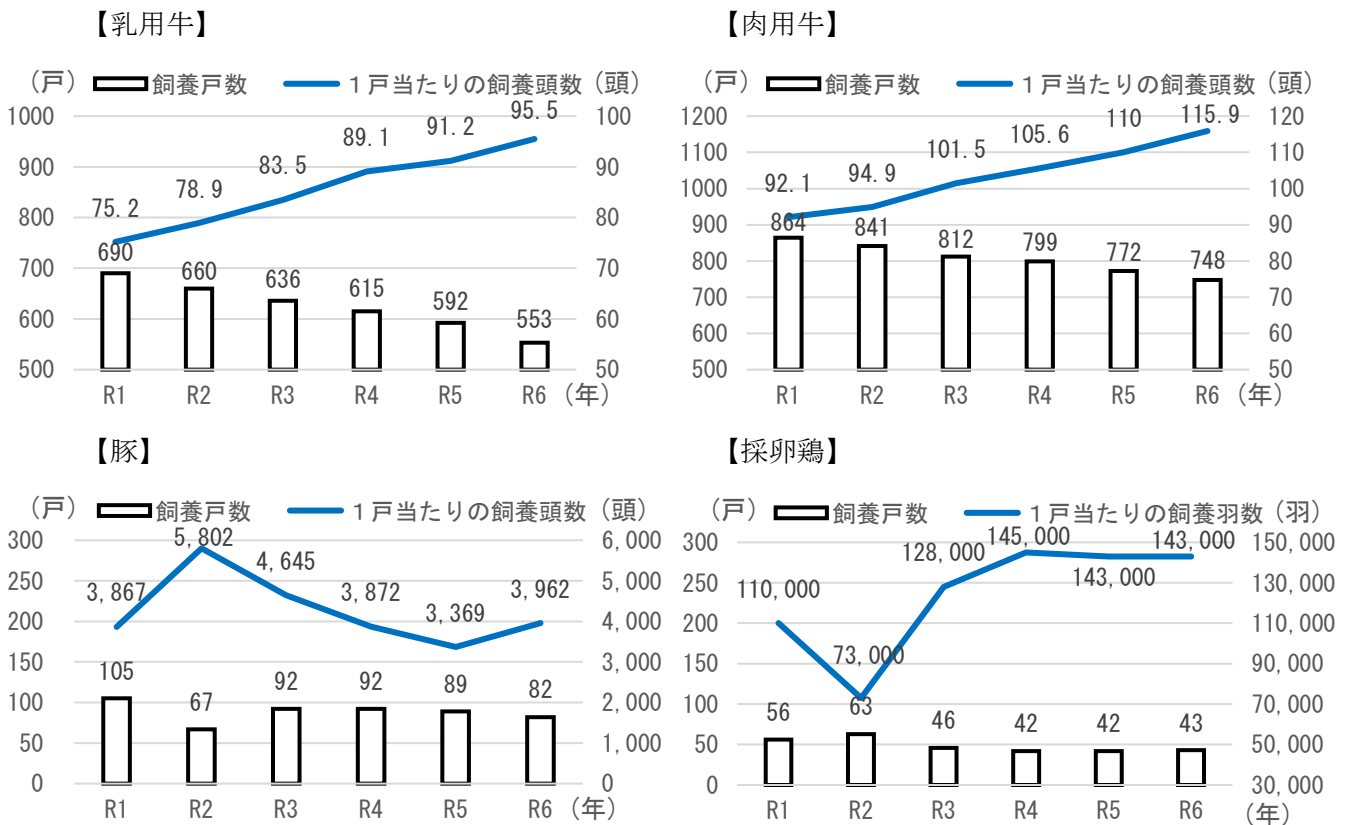 【乳用牛】
(戸) 飼養戸数 1戸当たりの飼養頭数 (頭)
1000 900 800 700 600 500
100 90 80 70 60 50
75.2 78.9 83.5 89.1 91.2 95.5
690 660 636 615 592 553
R1 R2 R3 R4 R5 R6 (年)
【肉用牛】
(戸) 飼養戸数 1戸当たりの飼養頭数 (頭)
1200 1100 1000 900 800 700 600 500
120 110 100 90 80 70 60 50
92.1 94.9 101.5 105.6 110 115.9
864 841 812 799 772 748
R1 R2 R3 R4 R5 R6 (年)
【豚】
(戸) 飼養戸数 1戸当たりの飼養頭数 (頭)
300 250 200 150 100 50 0
6,000 5,000 4,000 3,000 2,000 1,000 0
3,867 5,802 4,645 3,872 3,369 3,962
105 67 92 92 89 82
R1 R2 R3 R4 R5 R6 (年)
【採卵鶏】
(戸) 飼養戸数 1戸当たりの飼養羽数 (羽)
300 250 200 150 100 50 0
150,000 130,000 110,000 90,000 70,000 50,000 30,000
110,000 73,000 128,000 145,000 143,000 143,000
56 63 46 42 42 43
R1 R2 R3 R4 R5 R6 (年)